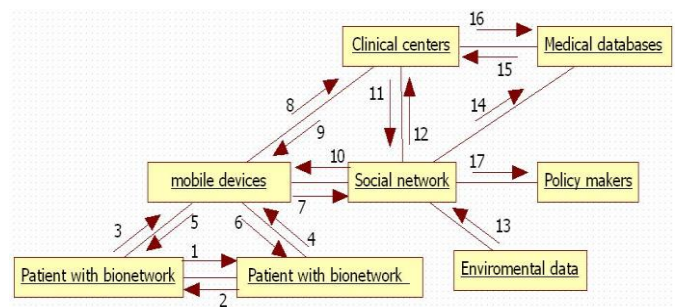 16
Clinical centers
Medical databases
15
8
11
14
9
12
10
17
mobile devices
Social network
Policy makers
7
3
5
6
4
13
1
Patient with bionetwork
Patient with bionetwork
Enviromental data
2